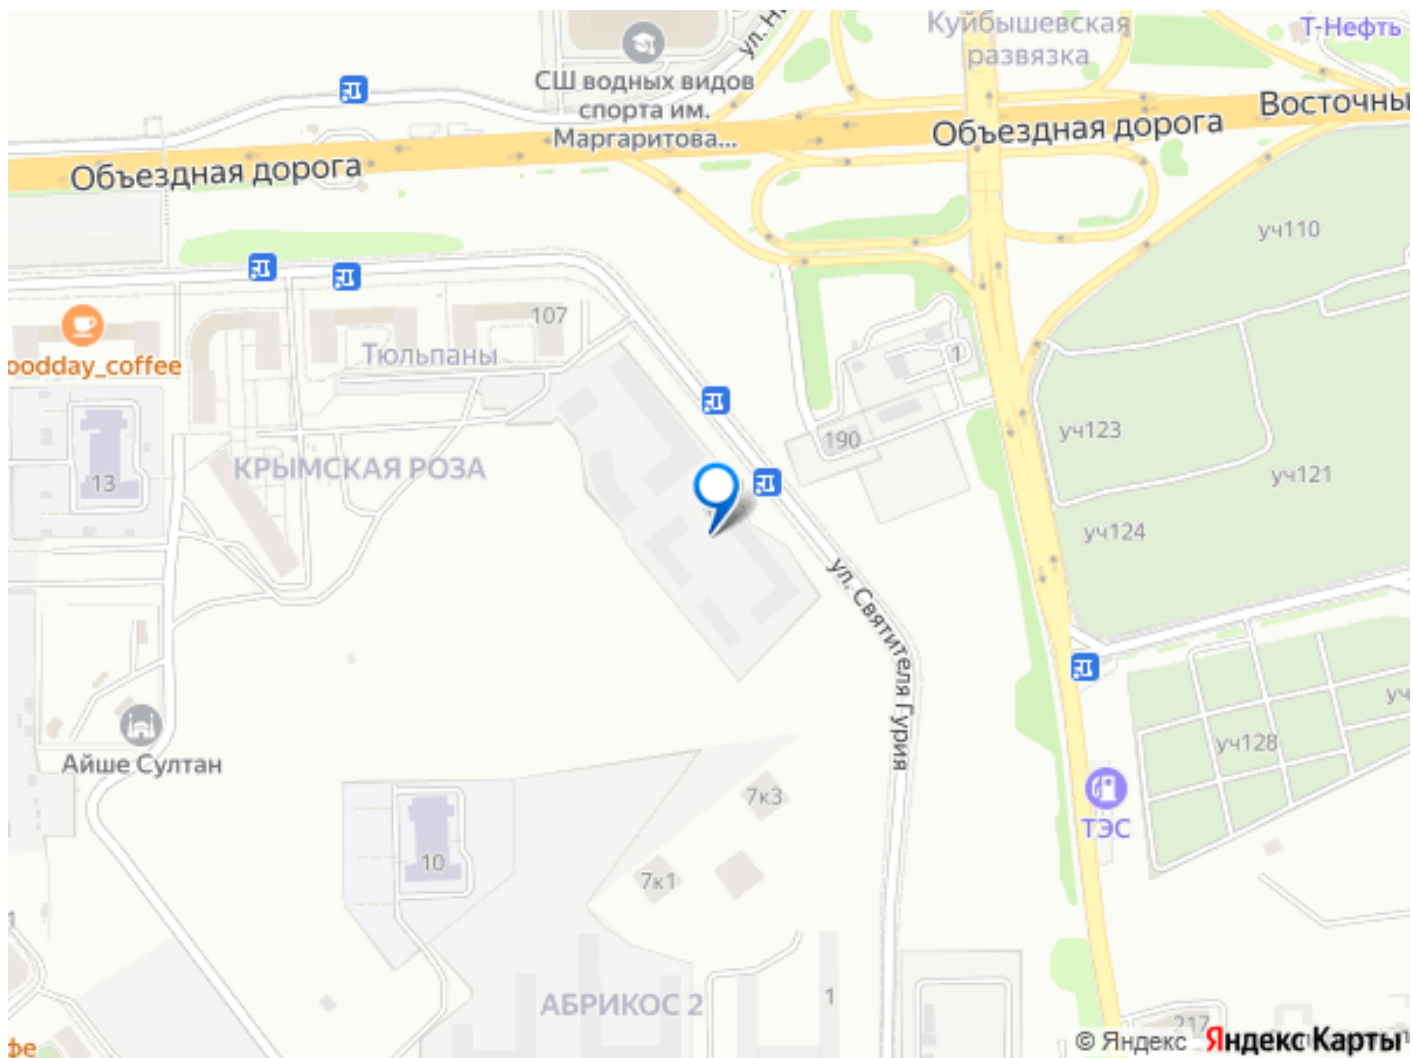 Куйбышевская
развязка
Т-Нефть
СШ водных видов
спорта им.
Маргаритова...
Объездная дорога
Восточны
Объездная дорога
уч110
107
Тюльпаны
oodday_coffee
1
190
уч123
КРЫМСКАЯ РОЗА
13
уч121
уч124
ул. Святителя Гурия
Айше Султан
уч128
7к3
ТЭС
10
7к1
АБРИКОС 2
1
217
фе
© Яндекс Яндекс Карты